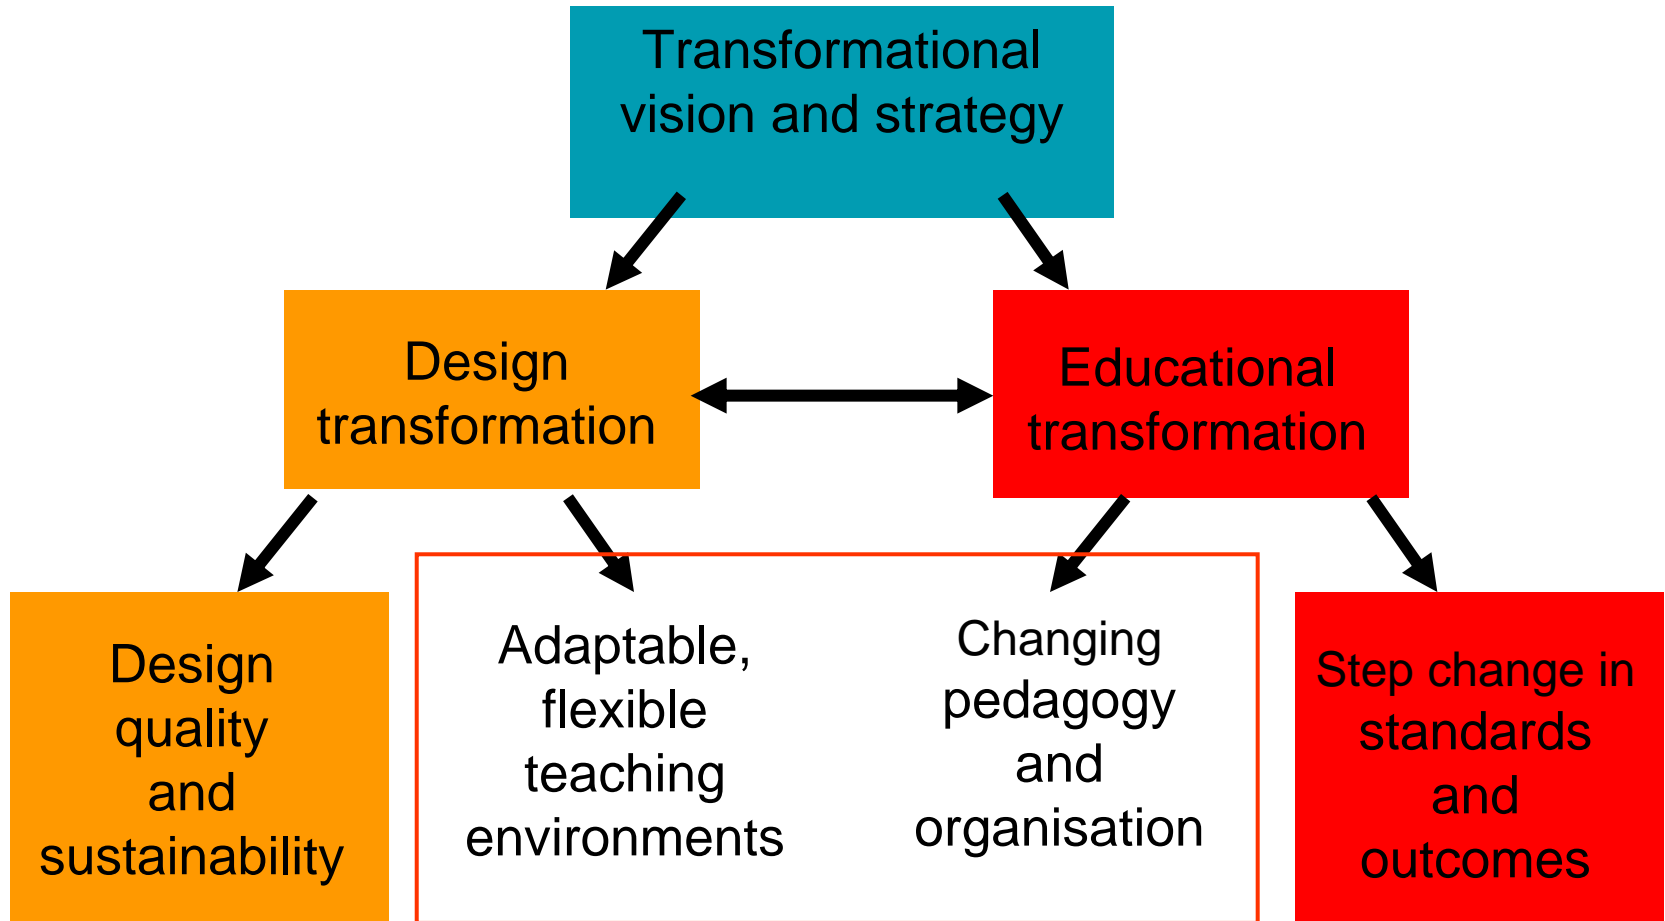 Transformational
vision and strategy
Design
transformation
Educational
transformation
Design
quality
and
sustainability
Adaptable,
flexible
teaching
environments
Changing
pedagogy
and
organisation
Step change in
standards
and
outcomes